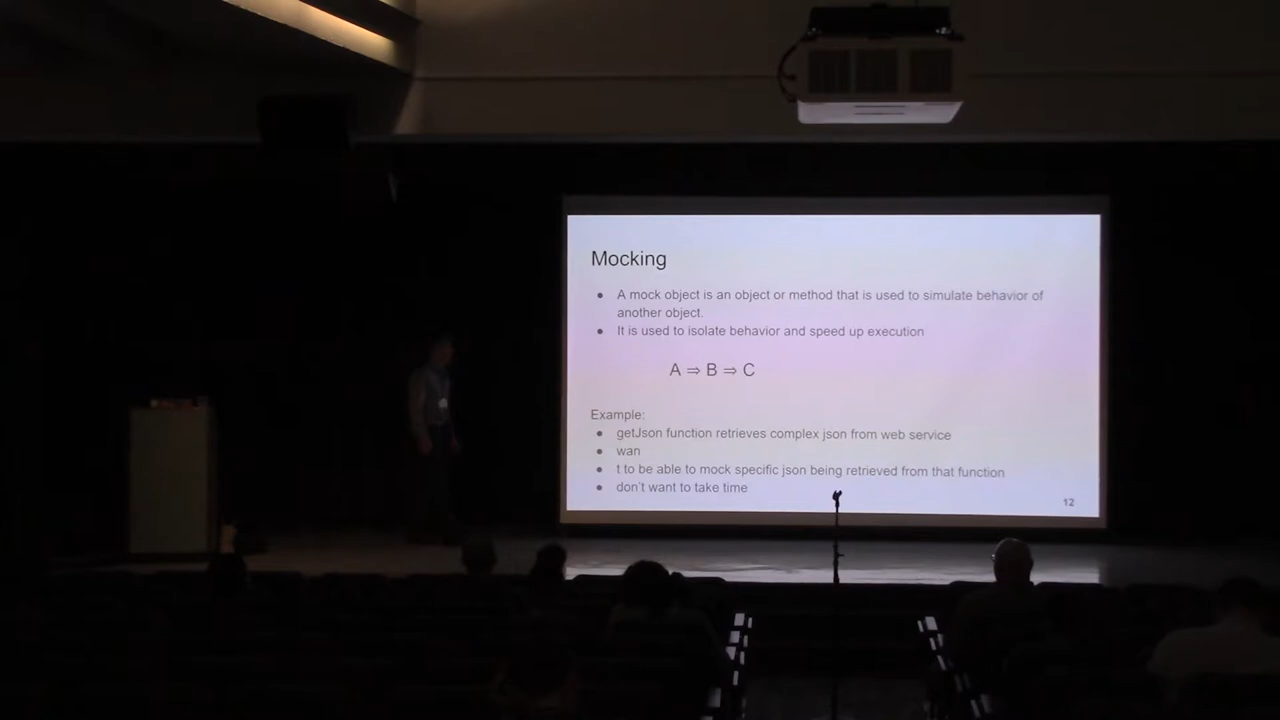 Mocking
● A mock object is an object or method that is used to simulate behavior of
another object.
● It is used to isolate behavior and speed up execution
A ⇒ B ⇒ C
Example:
● getJson function retrieves complex json from web service
● wan
● t to be able to mock specific json being retrieved from that function
● don't want to take time
12